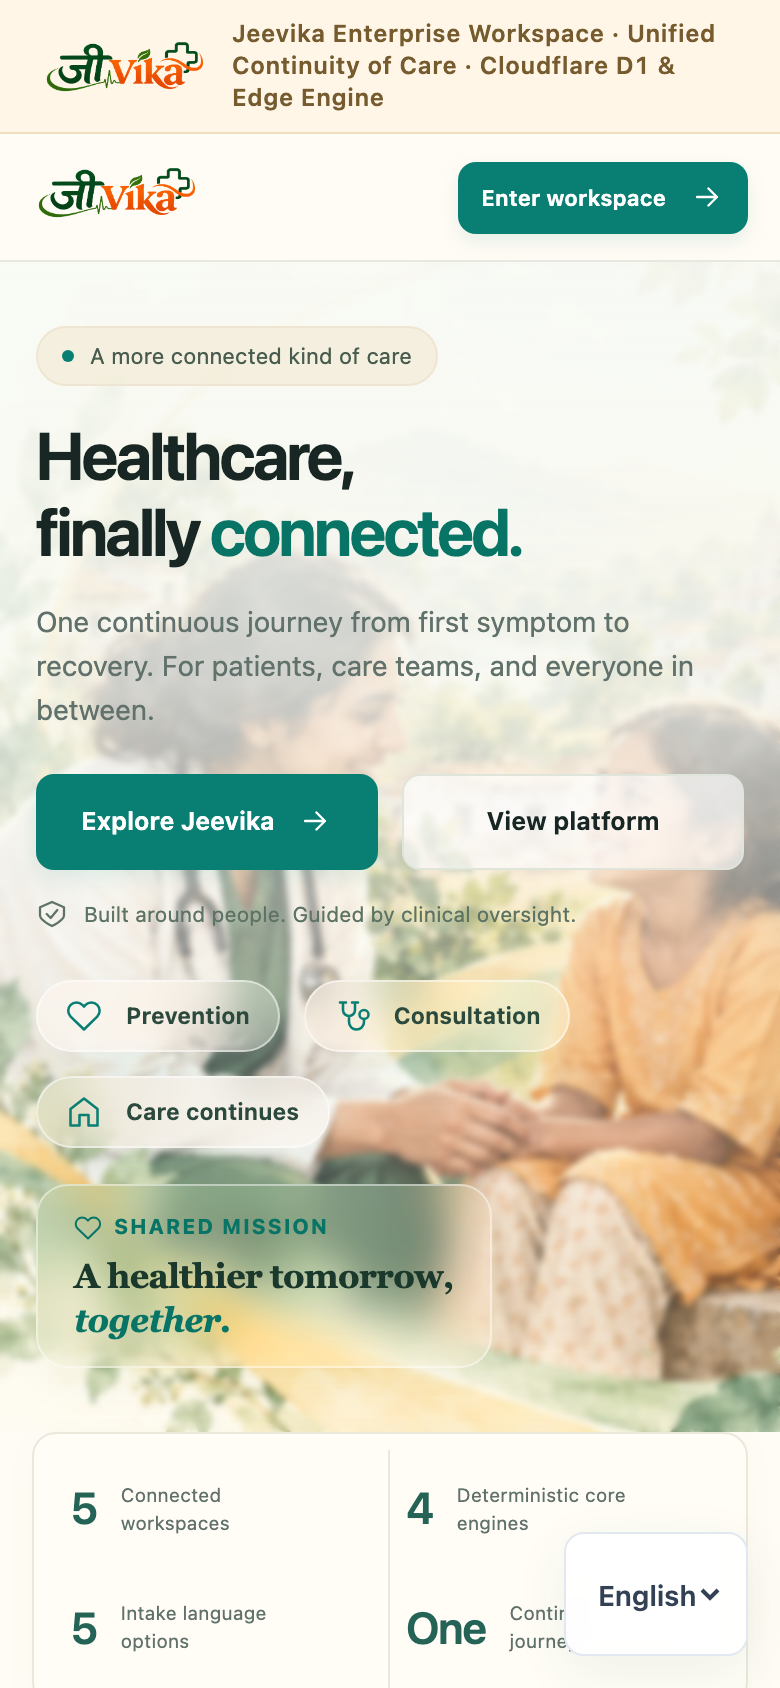 जीvika
Jeevika Enterprise Workspace · Unified
Continuity of Care · Cloudflare D1 &
Edge Engine
जीvika
Enter workspace →
A more connected kind of care
Healthcare,
finally connected.
One continuous journey from first symptom to
recovery. For patients, care teams, and everyone in
between.
Explore Jeevika →
View platform
Built around people. Guided by clinical oversight.
Prevention
Consultation
Care continues
SHARED MISSION
A healthier tomorrow,
together.
5 Connected
workspaces
4 Deterministic core
engines
5 Intake language
options
One
English